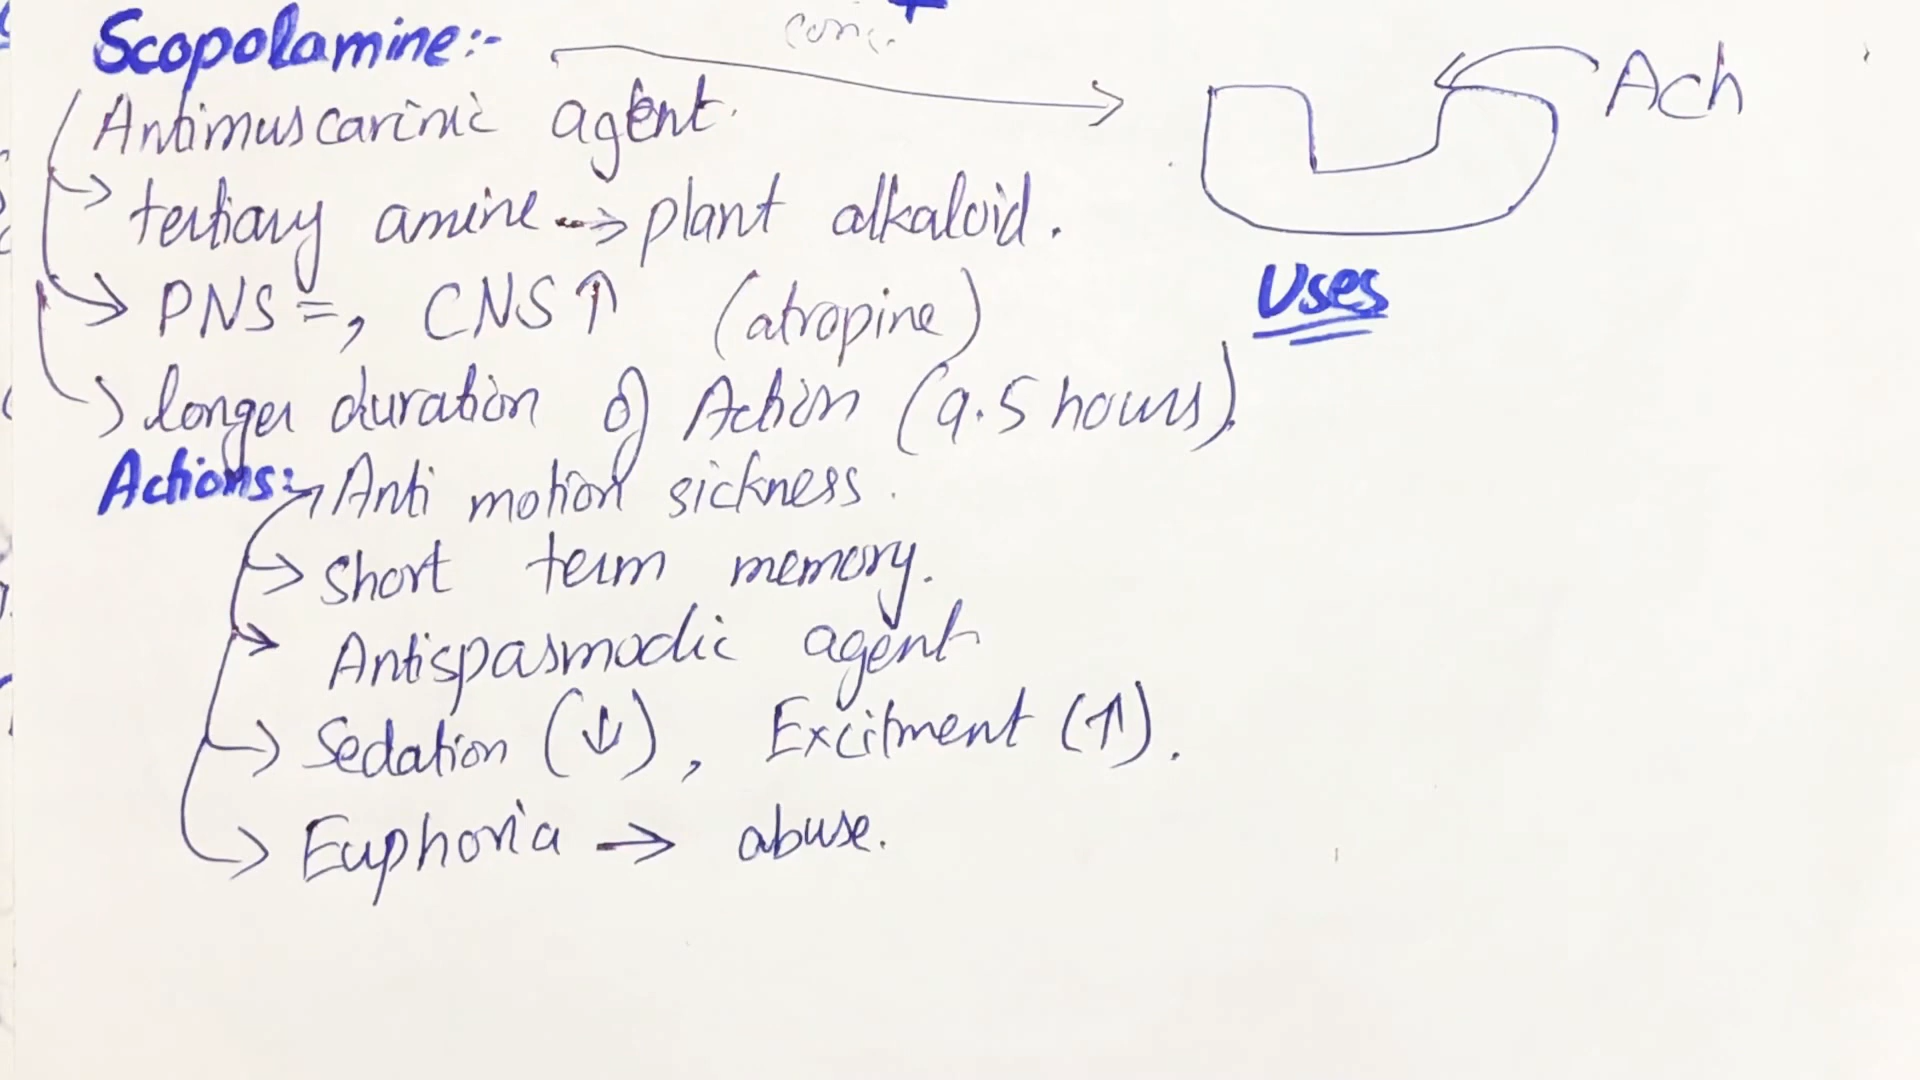 Scopolamine:-
conc.
Antimuscarinic agent.
Ach
tertiary amine → plant alkaloid.
PNS =, CNS ↑ (atropine)
Uses
longer duration of Action (9.5 hours).
Actions:
Anti motion sickness.
Short term memory.
Antispasmodic agent
Sedation (↓), Excitment (↑).
Euphoria → abuse.